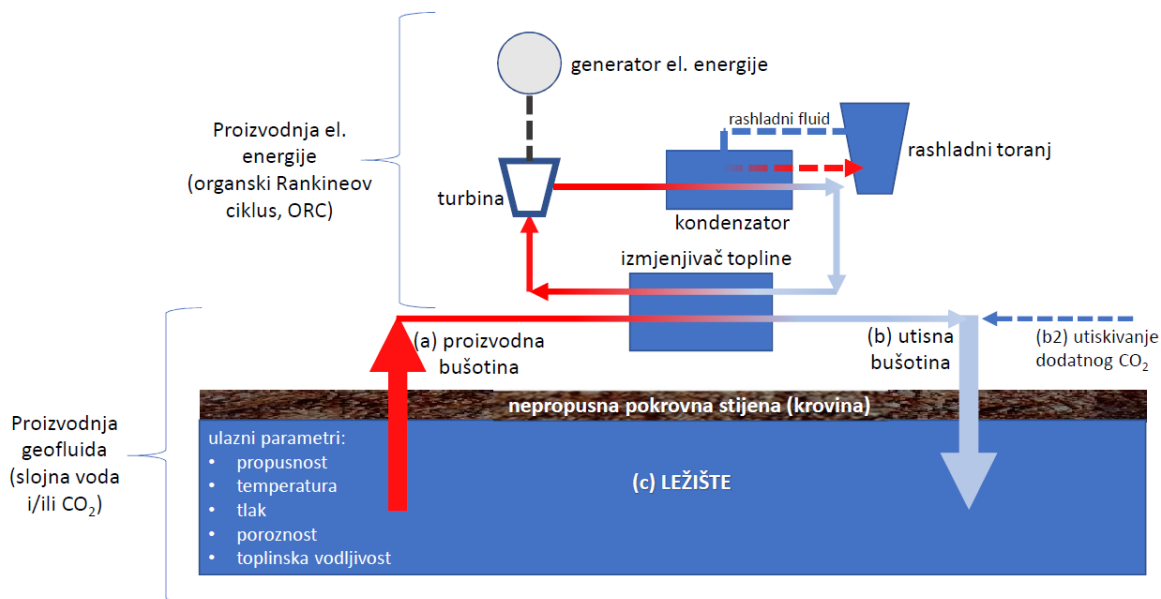 generator el. energije
Proizvodnja el.
energije
(organski Rankineov
ciklus, ORC)
rashladni fluid
rashladni toranj
turbina
kondenzator
izmjenjivač topline
(a) proizvodna
bušotina
(b) utisna
bušotina
(b2) utiskivanje
dodatnog CO₂
nepropusna pokrovna stijena (krovina)
Proizvodnja
geofluida
(slojna voda
i/ili CO₂)
ulazni parametri:
• propusnost
• temperatura
• tlak
• poroznost
• toplinska vodljivost
(c) LEŽIŠTE